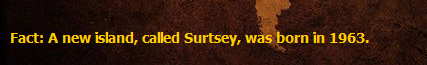 Fact: A new island, called Surtsey, was born in 1963.